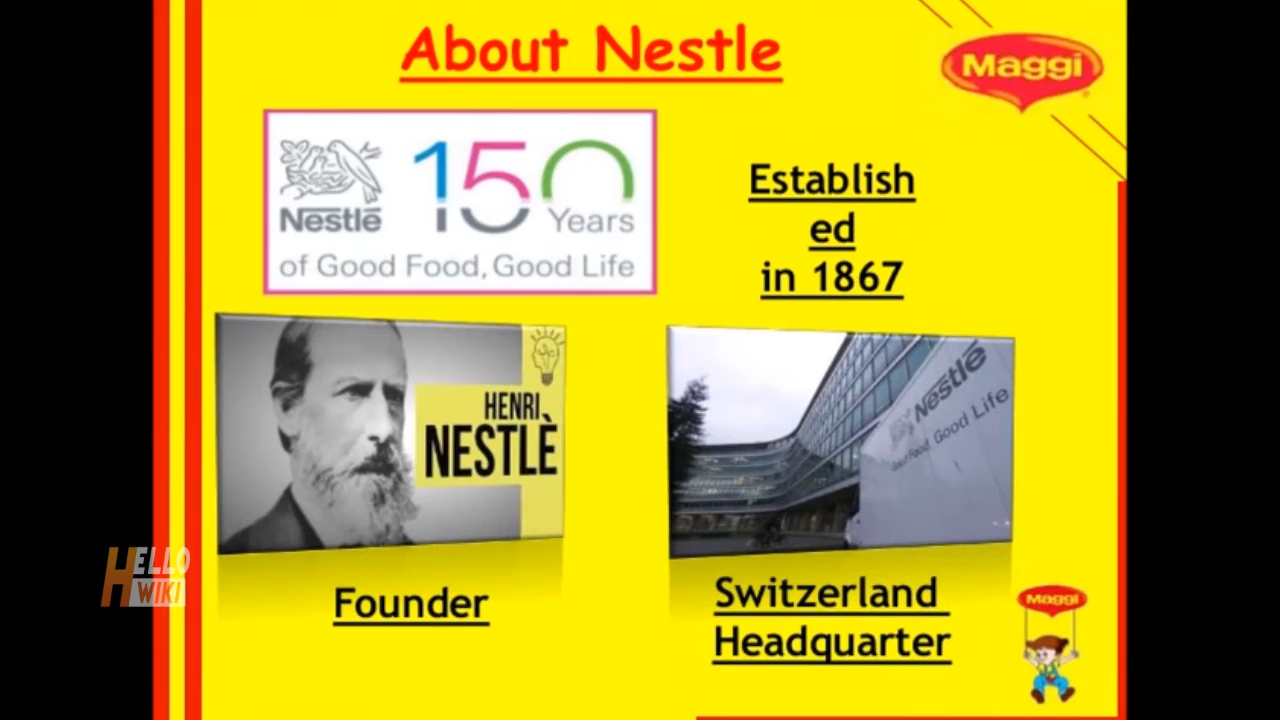 About Nestle
Maggi
Nestlé
150
Years
of Good Food, Good Life
Establish
ed
in 1867
HENRI
NESTLÈ
Nestlé
Good Food, Good Life
HELLO
WIKI
Founder
Switzerland
Headquarter
Maggi